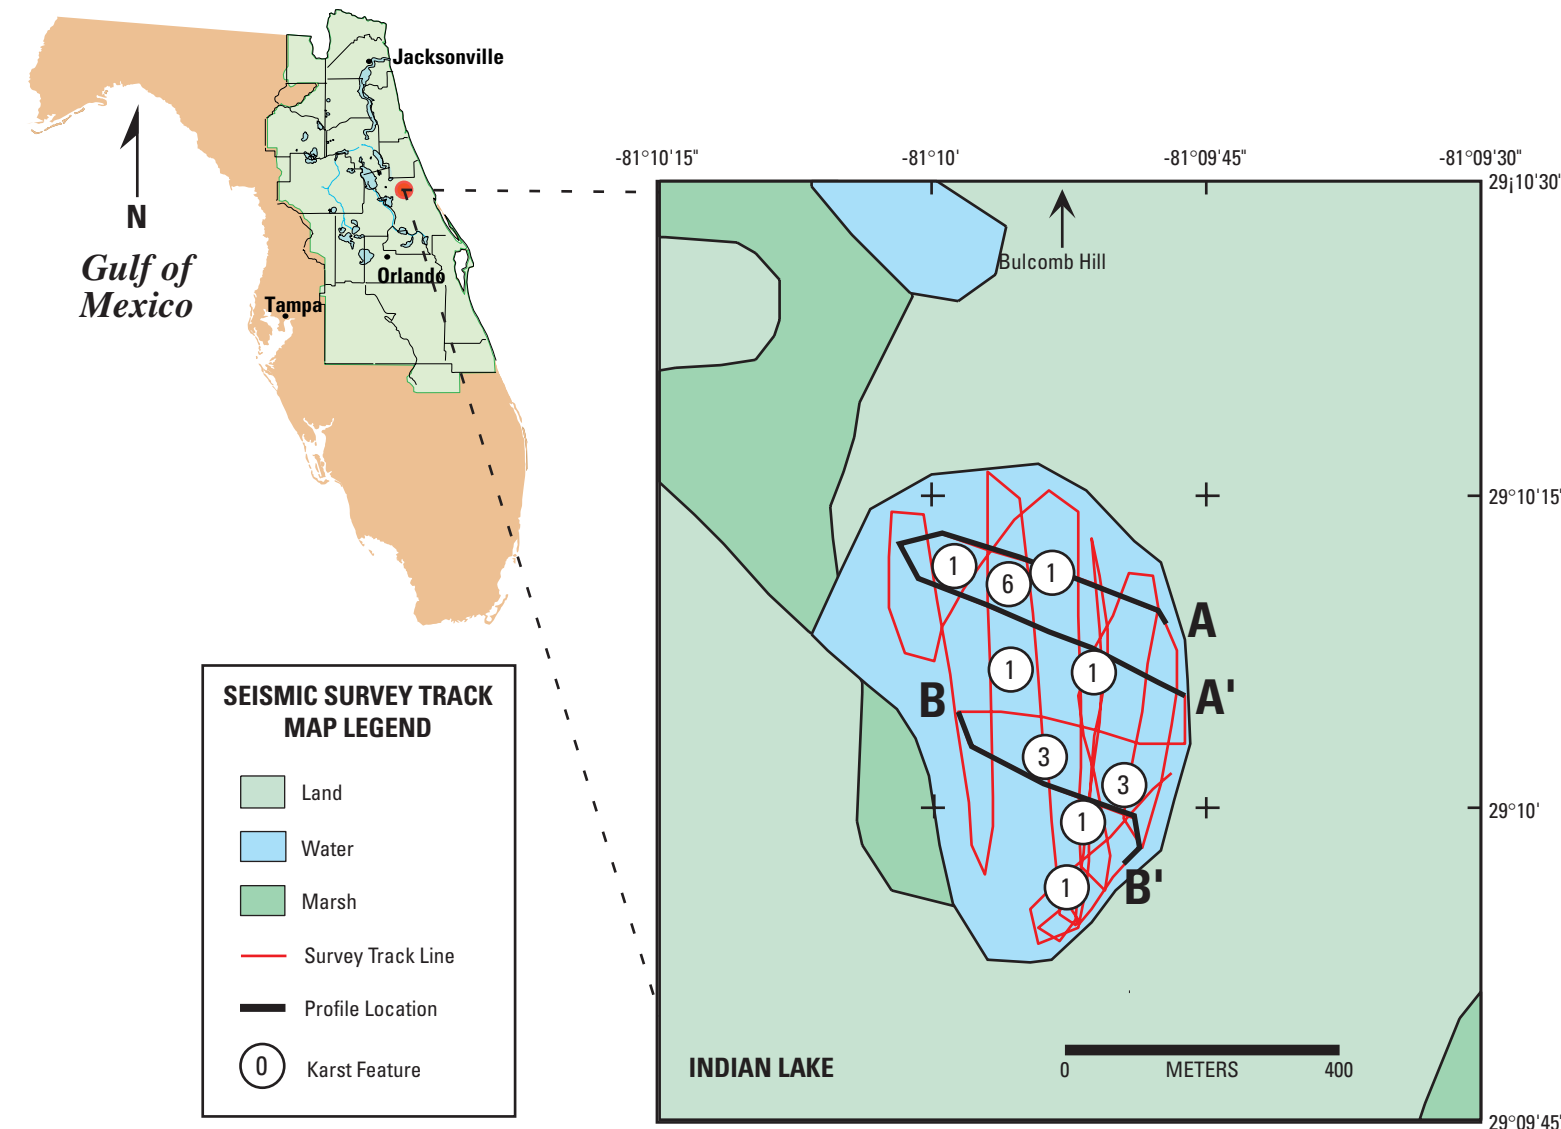 Jacksonville
N
Gulf of
Mexico
Orlando
Tampa
-81°10'15"
-81°10'
-81°09'45"
-81°09'30"
29¡10'30"
Bulcomb Hill
29°10'15"
1
6
1
A
1
1
B
A'
3
3
1
29°10'
1
B'
SEISMIC SURVEY TRACK
MAP LEGEND
Land
Water
Marsh
Survey Track Line
Profile Location
0
Karst Feature
INDIAN LAKE
0
METERS
400
29°09'45"